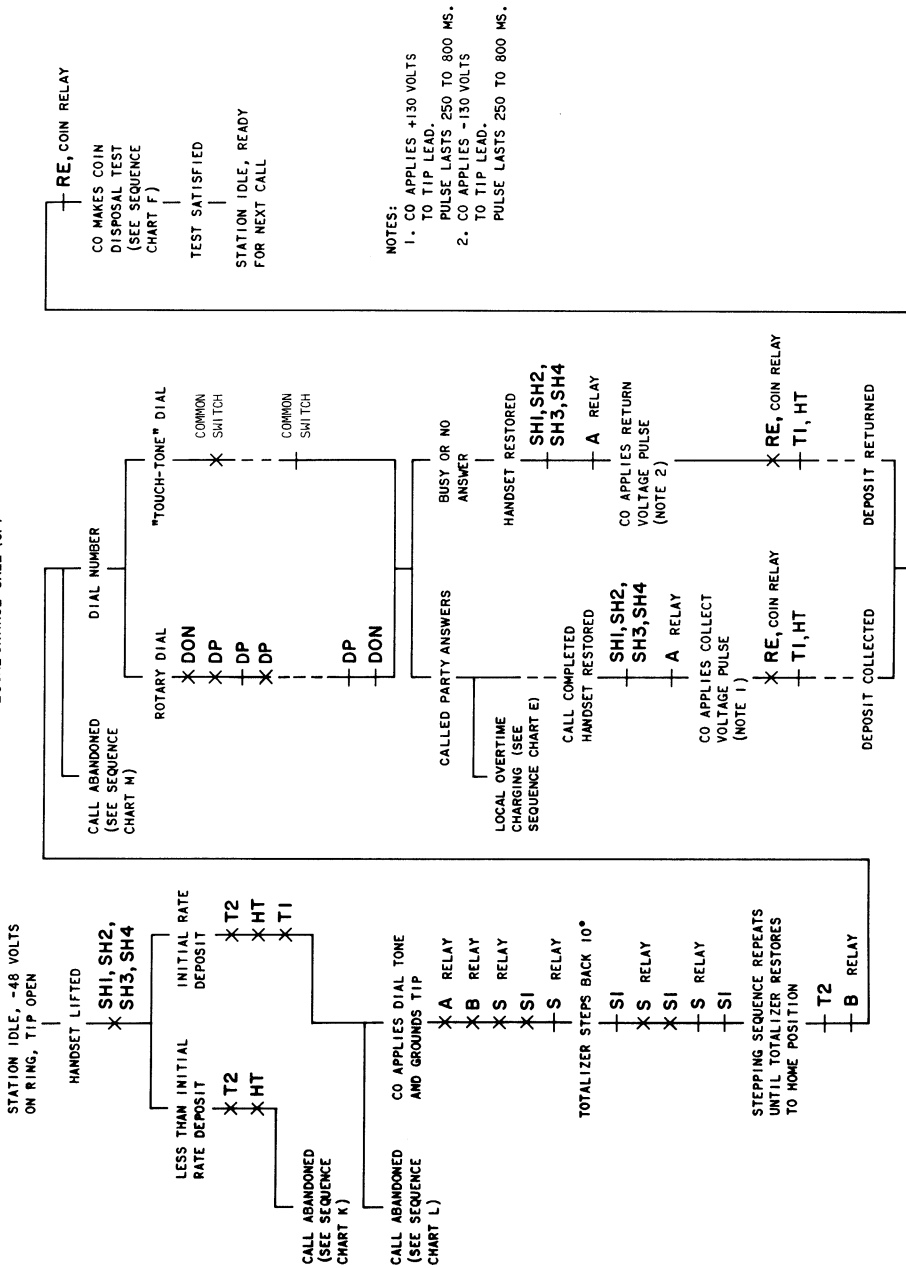 STATION IDLE, -48 VOLTS
ON RING, TIP OPEN
HANDSET LIFTED
SH1, SH2,
SH3, SH4
LESS THAN INITIAL
RATE DEPOSIT
T2
HT
CALL ABANDONED
(SEE SEQUENCE
CHART K)
INITIAL RATE
DEPOSIT
T2
HT
T1
CALL ABANDONED
(SEE SEQUENCE
CHART L)
CO APPLIES DIAL TONE
AND GROUNDS TIP
A RELAY
B RELAY
S RELAY
S1
S RELAY
TOTALIZER STEPS BACK 10°
S1
S RELAY
S1
S RELAY
S1
STEPPING SEQUENCE REPEATS
UNTIL TOTALIZER RESTORES
TO HOME POSITION
T2
B RELAY
CALL ABANDONED
(SEE SEQUENCE
CHART M)
DIAL NUMBER
ROTARY DIAL
DON
DP
DP
DP
DP
DON
"TOUCH-TONE" DIAL
COMMON
SWITCH
COMMON
SWITCH
CALLED PARTY ANSWERS
LOCAL OVERTIME
CHARGING (SEE
SEQUENCE CHART E)
CALL COMPLETED
HANDSET RESTORED
SH1, SH2,
SH3, SH4
A RELAY
CO APPLIES COLLECT
VOLTAGE PULSE
(NOTE 1)
RE, COIN RELAY
T1, HT
DEPOSIT COLLECTED
BUSY OR NO
ANSWER
HANDSET RESTORED
SH1, SH2,
SH3, SH4
A RELAY
CO APPLIES RETURN
VOLTAGE PULSE
(NOTE 2)
RE, COIN RELAY
T1, HT
DEPOSIT RETURNED
RE, COIN RELAY
CO MAKES COIN
DISPOSAL TEST
(SEE SEQUENCE
CHART F)
TEST SATISFIED
STATION IDLE, READY
FOR NEXT CALL
NOTES:
1. CO APPLIES +130 VOLTS
TO TIP LEAD.
PULSE LASTS 250 TO 800 MS.
2. CO APPLIES -130 VOLTS
TO TIP LEAD.
PULSE LASTS 250 TO 800 MS.